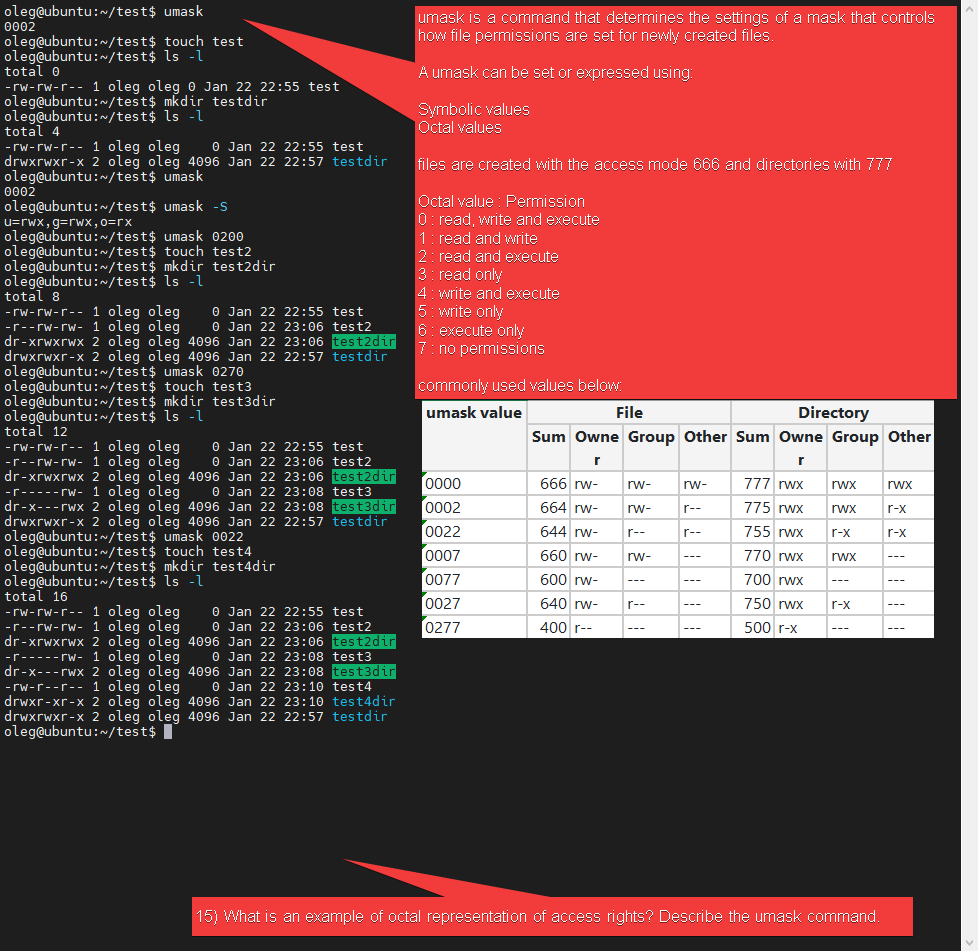 oleg@ubuntu:~/test$ umask
0002
oleg@ubuntu:~/test$ touch test
oleg@ubuntu:~/test$ ls -l
total 0
-rw-rw-r-- 1 oleg oleg 0 Jan 22 22:55 test
oleg@ubuntu:~/test$ mkdir testdir
oleg@ubuntu:~/test$ ls -l
total 4
-rw-rw-r-- 1 oleg oleg    0 Jan 22 22:55 test
drwxrwxr-x 2 oleg oleg 4096 Jan 22 22:57 testdir
oleg@ubuntu:~/test$ umask
0002
oleg@ubuntu:~/test$ umask -S
u=rwx,g=rwx,o=rx
oleg@ubuntu:~/test$ umask 0200
oleg@ubuntu:~/test$ touch test2
oleg@ubuntu:~/test$ mkdir test2dir
oleg@ubuntu:~/test$ ls -l
total 8
-rw-rw-r-- 1 oleg oleg    0 Jan 22 22:55 test
-r--rw-rw- 1 oleg oleg    0 Jan 22 23:06 test2
dr-xrwxrwx 2 oleg oleg 4096 Jan 22 23:06 test2dir
drwxrwxr-x 2 oleg oleg 4096 Jan 22 22:57 testdir
oleg@ubuntu:~/test$ umask 0270
oleg@ubuntu:~/test$ touch test3
oleg@ubuntu:~/test$ mkdir test3dir
oleg@ubuntu:~/test$ ls -l
total 12
-rw-rw-r-- 1 oleg oleg    0 Jan 22 22:55 test
-r--rw-rw- 1 oleg oleg    0 Jan 22 23:06 test2
dr-xrwxrwx 2 oleg oleg 4096 Jan 22 23:06 test2dir
-r-----rw- 1 oleg oleg    0 Jan 22 23:08 test3
dr-x---rwx 2 oleg oleg 4096 Jan 22 23:08 test3dir
drwxrwxr-x 2 oleg oleg 4096 Jan 22 22:57 testdir
oleg@ubuntu:~/test$ umask 0022
oleg@ubuntu:~/test$ touch test4
oleg@ubuntu:~/test$ mkdir test4dir
oleg@ubuntu:~/test$ ls -l
total 16
-rw-rw-r-- 1 oleg oleg    0 Jan 22 22:55 test
-r--rw-rw- 1 oleg oleg    0 Jan 22 23:06 test2
dr-xrwxrwx 2 oleg oleg 4096 Jan 22 23:06 test2dir
-r-----rw- 1 oleg oleg    0 Jan 22 23:08 test3
dr-x---rwx 2 oleg oleg 4096 Jan 22 23:08 test3dir
-rw-r--r-- 1 oleg oleg    0 Jan 22 23:10 test4
drwxr-xr-x 2 oleg oleg 4096 Jan 22 23:10 test4dir
drwxrwxr-x 2 oleg oleg 4096 Jan 22 22:57 testdir
oleg@ubuntu:~/test$
umask is a command that determines the settings of a mask that controls
how file permissions are set for newly created files.
A umask can be set or expressed using:
Symbolic values
Octal values
files are created with the access mode 666 and directories with 777
Octal value : Permission
0 : read, write and execute
1 : read and write
2 : read and execute
3 : read only
4 : write and execute
5 : write only
6 : execute only
7 : no permissions
commonly used values below:
umask value File Directory
Sum Owner Group Other Sum Owner Group Other
0000 666 rw- rw- rw- 777 rwx rwx rwx
0002 664 rw- rw- r-- 775 rwx rwx r-x
0022 644 rw- r-- r-- 755 rwx r-x r-x
0007 660 rw- rw- --- 770 rwx rwx ---
0077 600 rw- --- --- 700 rwx --- ---
0027 640 rw- r-- --- 750 rwx r-x ---
0277 400 r-- --- --- 500 r-x --- ---
15) What is an example of octal representation of access rights? Describe the umask command.